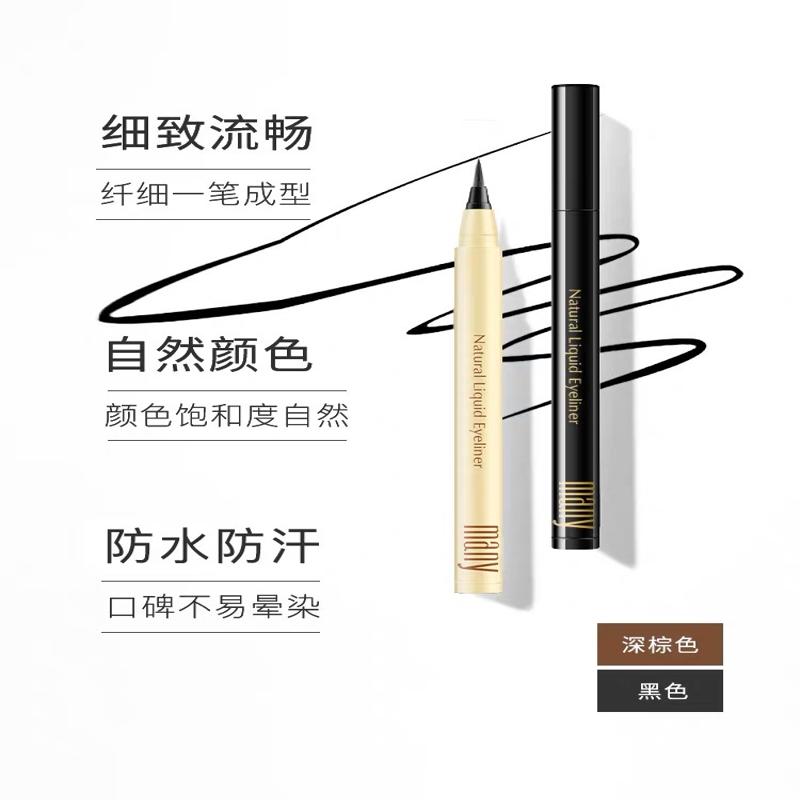 细致流畅
纤细一笔成型
自然颜色
颜色饱和度自然
防水防汗
口碑不易晕染
Natural Liquid Eyeliner
many
Natural Liquid Eyeliner
many
深棕色
黑色